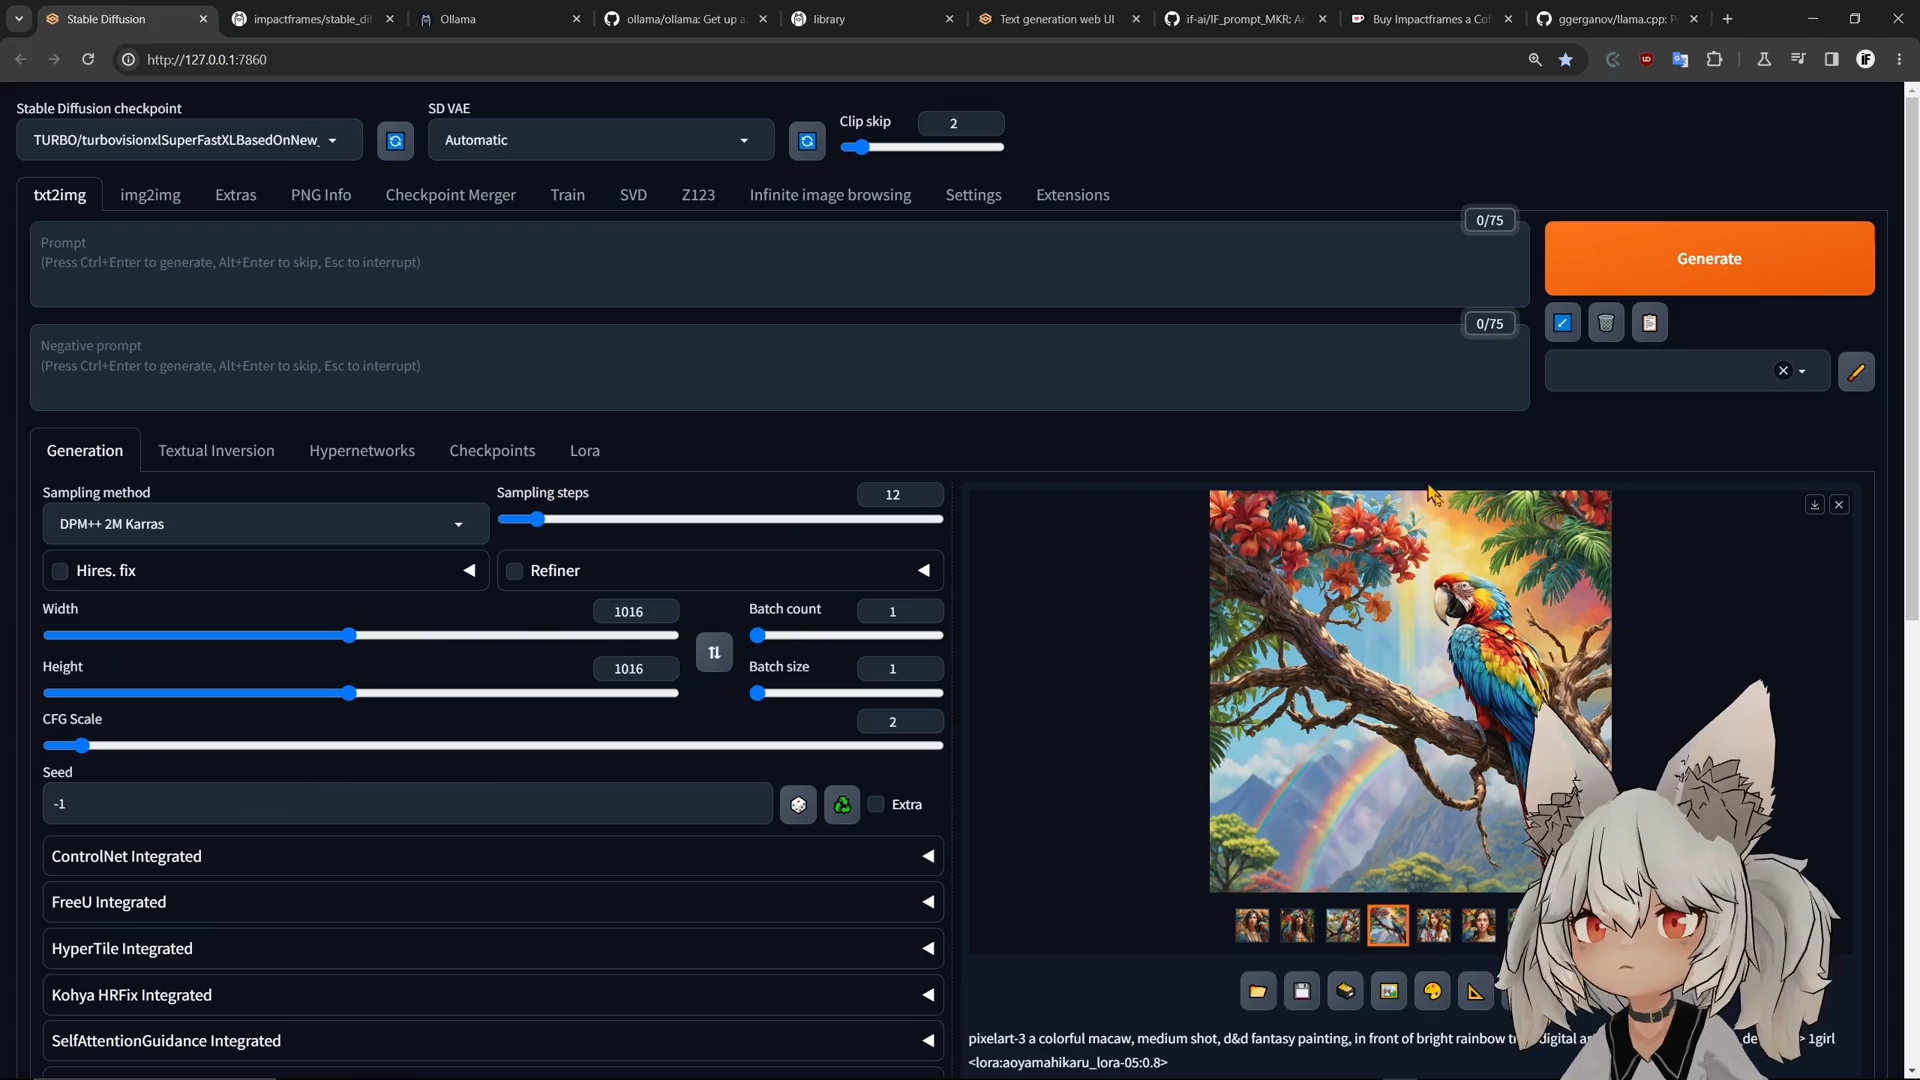 Stable Diffusion
impactframes/stable_dif
Ollama
ollama/ollama: Get up a
library
Text generation web UI
if-ai/IF_prompt_MKR: A
Buy Impactframes a Cof
ggerganov/llama.cpp: P
http://127.0.0.1:7860
Stable Diffusion checkpoint
SD VAE
Clip skip
2
TURBO/turbovisionxlSuperFastXLBasedOnNew_
Automatic
txt2img
img2img
Extras
PNG Info
Checkpoint Merger
Train
SVD
Z123
Infinite image browsing
Settings
Extensions
Prompt
(Press Ctrl+Enter to generate, Alt+Enter to skip, Esc to interrupt)
0/75
Generate
Negative prompt
(Press Ctrl+Enter to generate, Alt+Enter to skip, Esc to interrupt)
0/75
Generation
Textual Inversion
Hypernetworks
Checkpoints
Lora
Sampling method
DPM++ 2M Karras
Sampling steps
12
Hires. fix
Refiner
Width
1016
Batch count
1
Height
1016
Batch size
1
CFG Scale
2
Seed
-1
Extra
ControlNet Integrated
FreeU Integrated
HyperTile Integrated
Kohya HRFix Integrated
SelfAttentionGuidance Integrated
pixelart-3 a colorful macaw, medium shot, d&d fantasy painting, in front of bright rainbow digital 1girl
<lora:aoyamahikaru_lora-05:0.8>